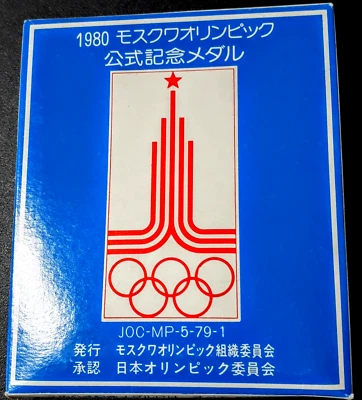 1980 モスクワオリンピック
公式記念メダル
JOC-MP-5-79-1
発行 モスクワオリンピック組織委員会
承認 日本オリンピック委員会